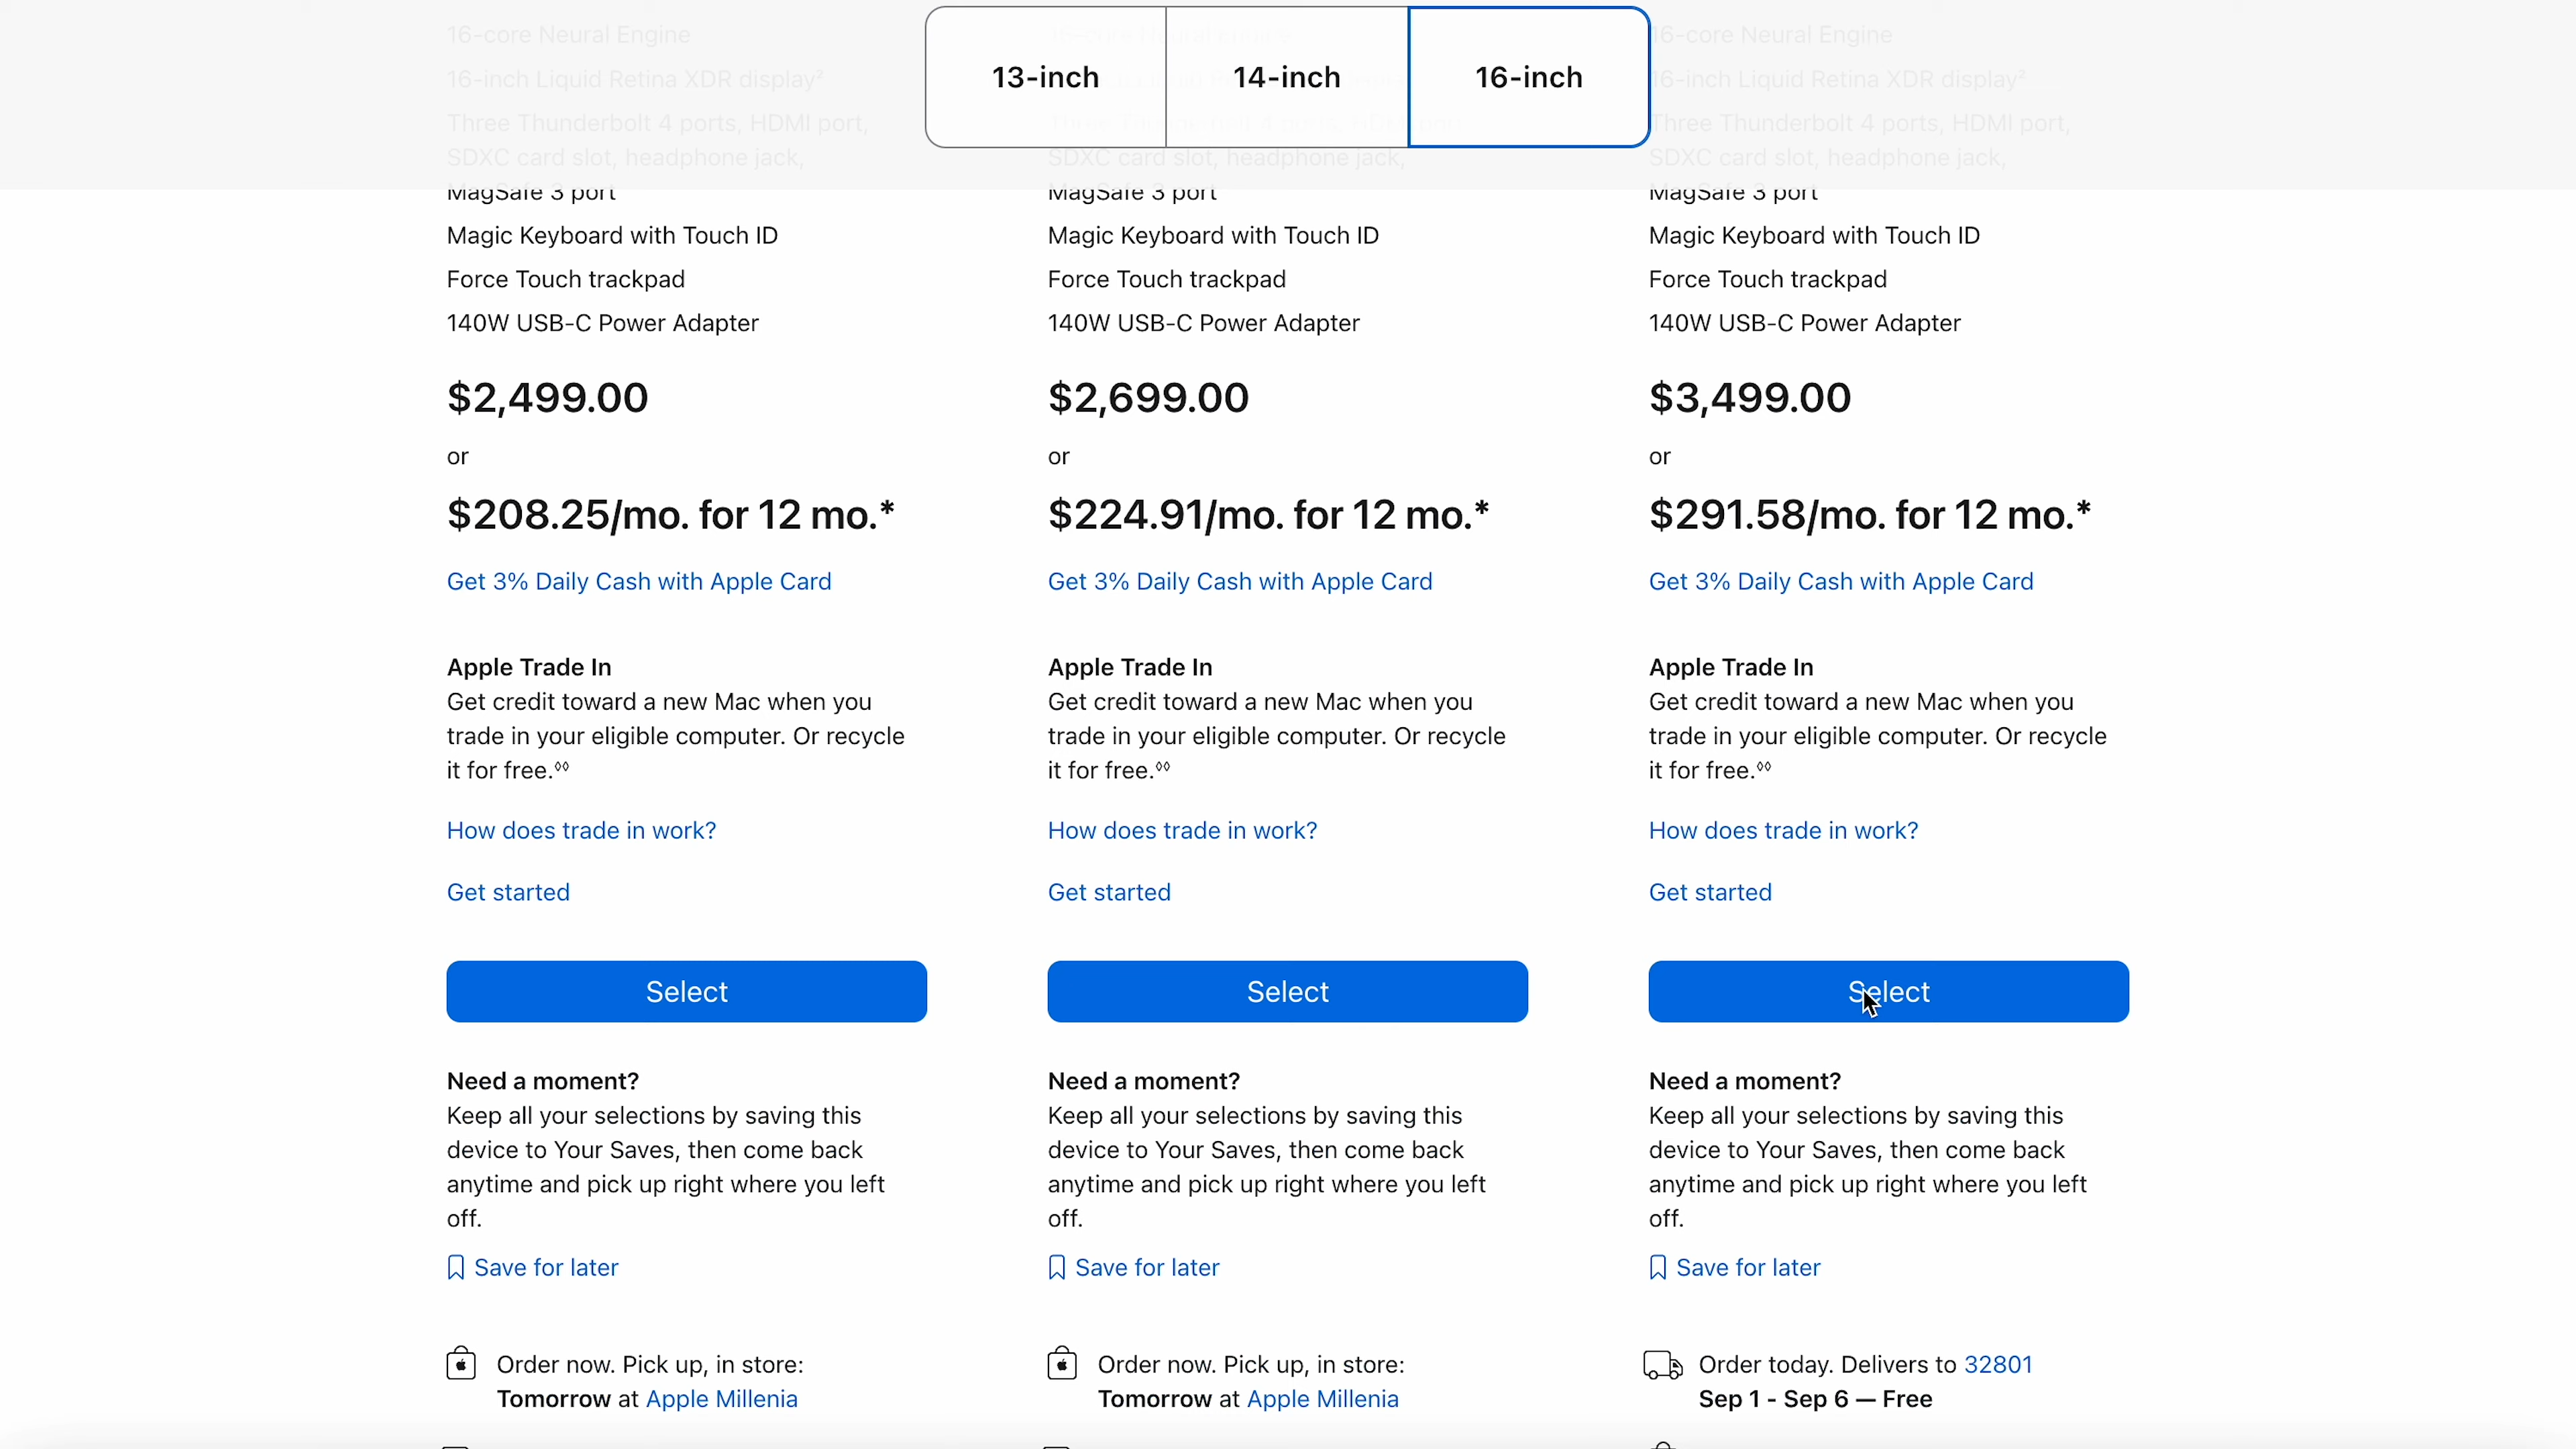 13-inch
14-inch
16-inch
16-core Neural Engine
16-inch Liquid Retina XDR display²
Three Thunderbolt 4 ports, HDMI port,
SDXC card slot, headphone jack,
MagSafe 3 port
Magic Keyboard with Touch ID
Force Touch trackpad
140W USB-C Power Adapter
$2,499.00
or
$208.25/mo. for 12 mo.*
Get 3% Daily Cash with Apple Card
Apple Trade In
Get credit toward a new Mac when you
trade in your eligible computer. Or recycle
it for free.◊◊
How does trade in work?
Get started
Select
Need a moment?
Keep all your selections by saving this
device to Your Saves, then come back
anytime and pick up right where you left
off.
Save for later
Order now. Pick up, in store:
Tomorrow at Apple Millenia
SDXC card slot, headphone jack,
MagSafe 3 port
Magic Keyboard with Touch ID
Force Touch trackpad
140W USB-C Power Adapter
$2,699.00
or
$224.91/mo. for 12 mo.*
Get 3% Daily Cash with Apple Card
Apple Trade In
Get credit toward a new Mac when you
trade in your eligible computer. Or recycle
it for free.◊◊
How does trade in work?
Get started
Select
Need a moment?
Keep all your selections by saving this
device to Your Saves, then come back
anytime and pick up right where you left
off.
Save for later
Order now. Pick up, in store:
Tomorrow at Apple Millenia
16-core Neural Engine
16-inch Liquid Retina XDR display²
Three Thunderbolt 4 ports, HDMI port,
SDXC card slot, headphone jack,
MagSafe 3 port
Magic Keyboard with Touch ID
Force Touch trackpad
140W USB-C Power Adapter
$3,499.00
or
$291.58/mo. for 12 mo.*
Get 3% Daily Cash with Apple Card
Apple Trade In
Get credit toward a new Mac when you
trade in your eligible computer. Or recycle
it for free.◊◊
How does trade in work?
Get started
Select
Need a moment?
Keep all your selections by saving this
device to Your Saves, then come back
anytime and pick up right where you left
off.
Save for later
Order today. Delivers to 32801
Sep 1 - Sep 6 — Free